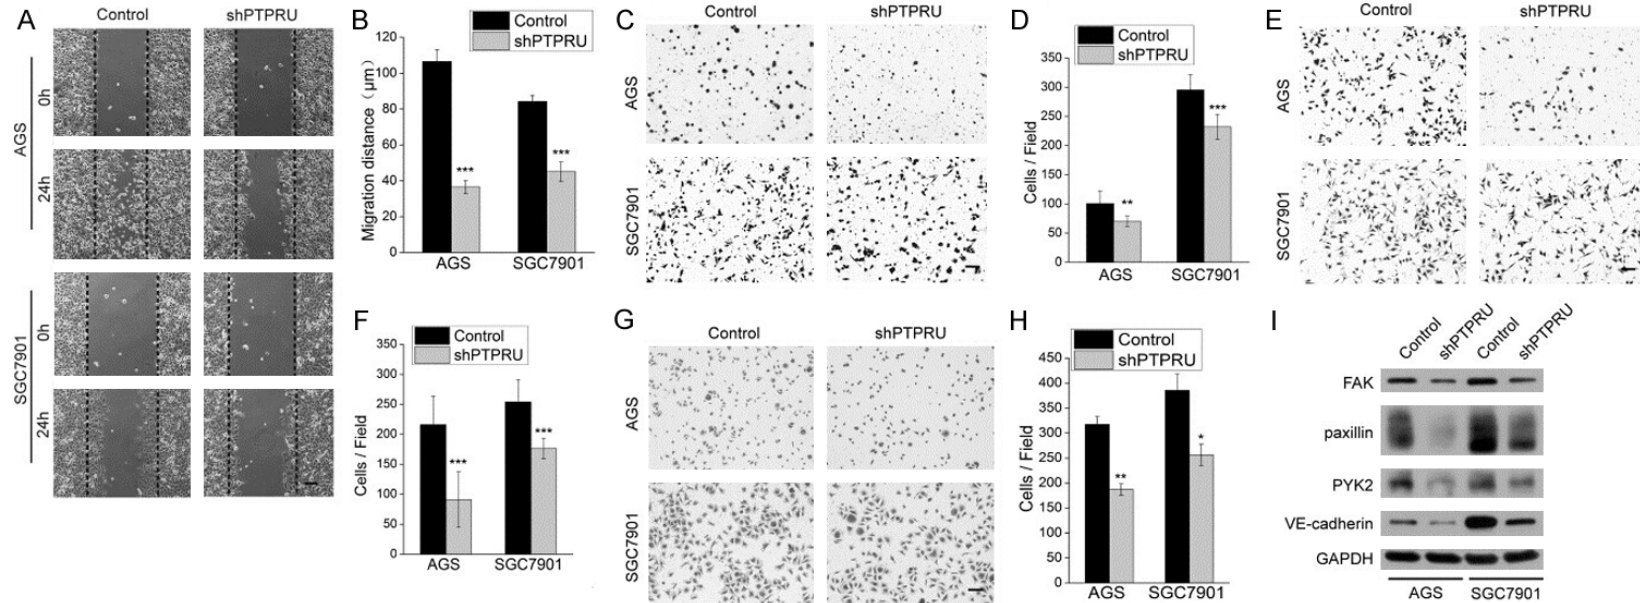 A
Control
shPTPRU
AGS
0h
24h
SGC7901
0h
24h
B
Control
shPTPRU
Migration distance (μm)
120
100
80
60
40
20
0
***
***
AGS
SGC7901
C
Control
shPTPRU
AGS
SGC7901
D
Control
shPTPRU
Cells / Field
350
300
250
200
150
100
50
0
**
***
AGS
SGC7901
E
Control
shPTPRU
AGS
SGC7901
F
Control
shPTPRU
Cells / Field
350
300
250
200
150
100
50
0
***
***
AGS
SGC7901
G
Control
shPTPRU
AGS
SGC7901
H
Control
shPTPRU
Cells / Field
450
400
350
300
250
200
150
100
50
0
**
*
AGS
SGC7901
I
Control
shPTPRU
Control
shPTPRU
FAK
paxillin
PYK2
VE-cadherin
GAPDH
AGS
SGC7901